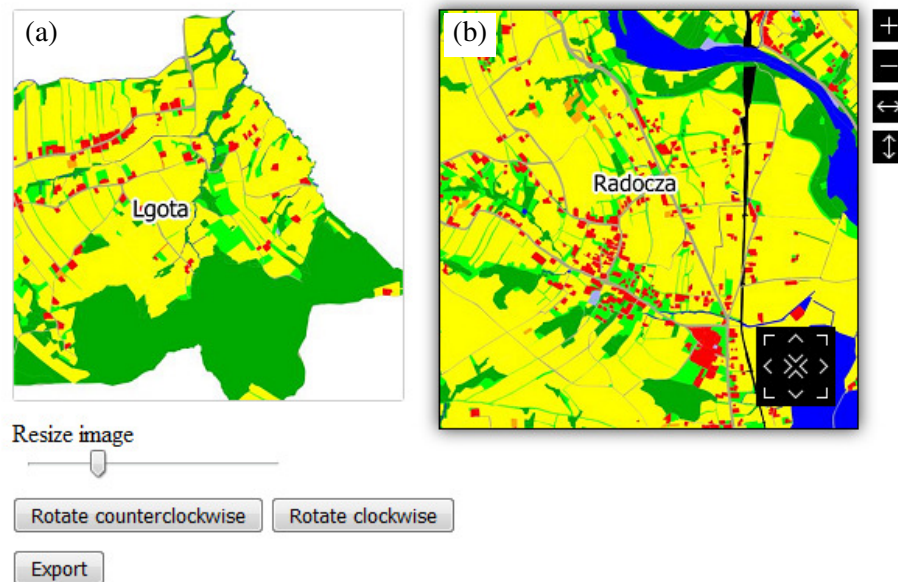 (a)
Lgota
(b)
Radocza
Resize image
Rotate counterclockwise
Rotate clockwise
Export